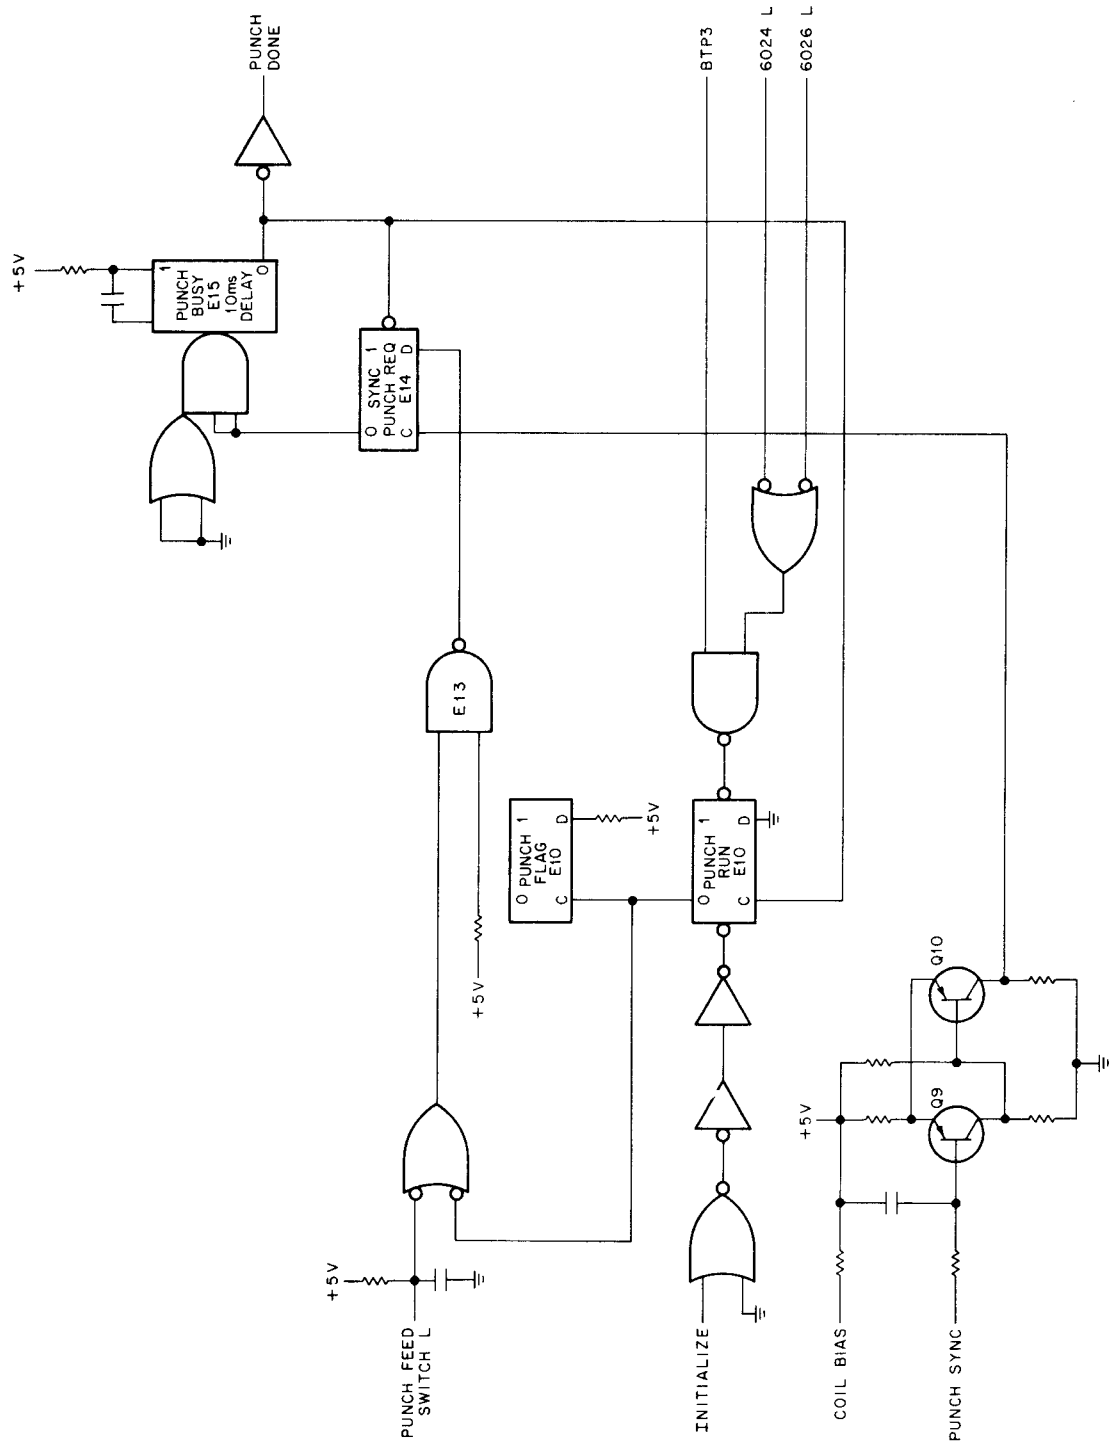 PUNCH
DONE
+5V
1
PUNCH
BUSY
E15
10ms
DELAY
0
0 SYNC 1
PUNCH REQ
E14
C D
BTP3
6024 L
6026 L
E13
+5V
0 PUNCH 1
FLAG
E10
C D
+5V
0 PUNCH 1
RUN
E10
C D
+5V
PUNCH FEED
SWITCH L
INITIALIZE
+5V
Q9
Q10
COIL BIAS
PUNCH SYNC